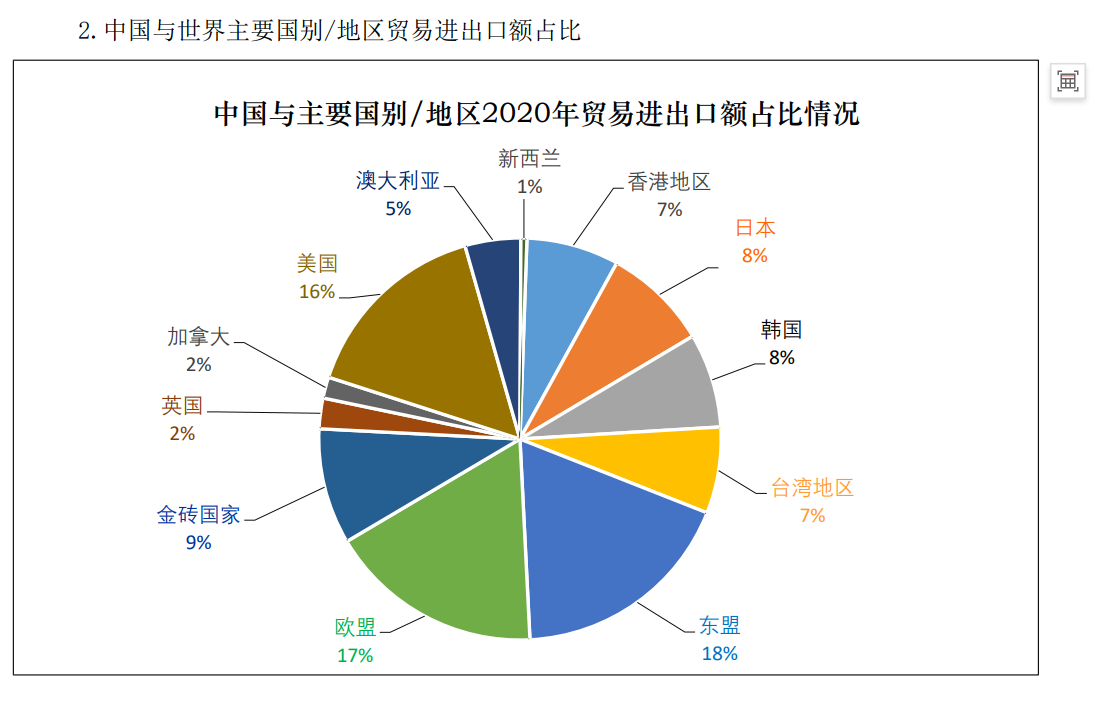 2. 中国与世界主要国别/地区贸易进出口额占比
中国与主要国别/地区2020年贸易进出口额占比情况
新西兰
1%
香港地区
7%
日本
8%
韩国
8%
台湾地区
7%
东盟
18%
欧盟
17%
金砖国家
9%
英国
2%
加拿大
2%
美国
16%
澳大利亚
5%